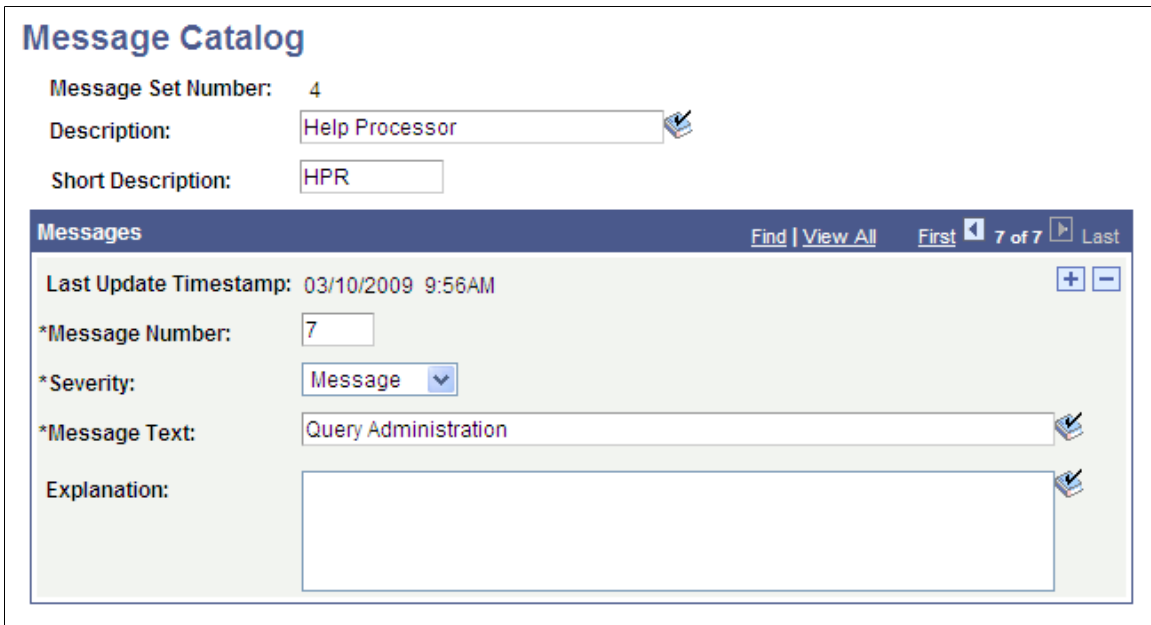 Message Catalog
Message Set Number: 4
Description: Help Processor
Short Description: HPR
Messages Find | View All First 7 of 7 Last
Last Update Timestamp: 03/10/2009 9:56AM
*Message Number: 7
*Severity: Message
*Message Text: Query Administration
Explanation: